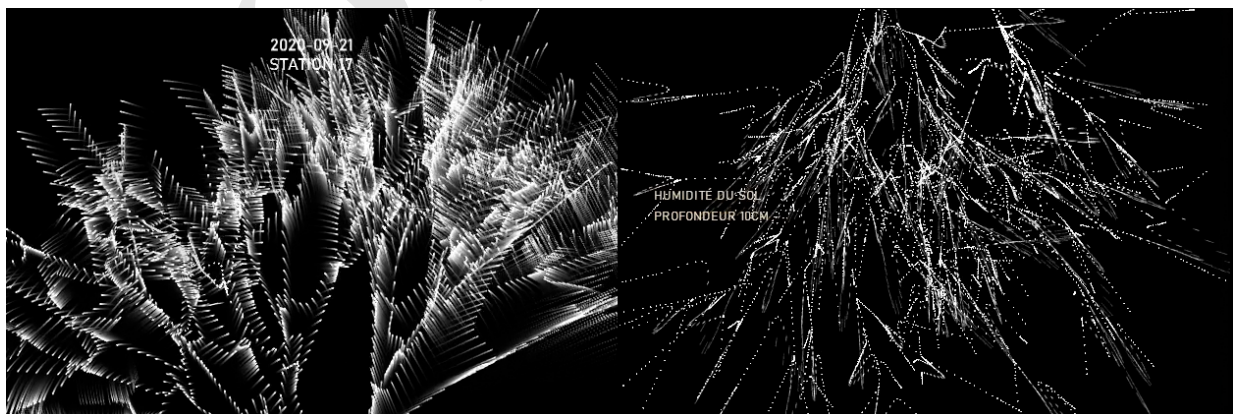 2020-09-21
STATION 17
HUMIDITÉ DU SOL
PROFONDEUR 10CM